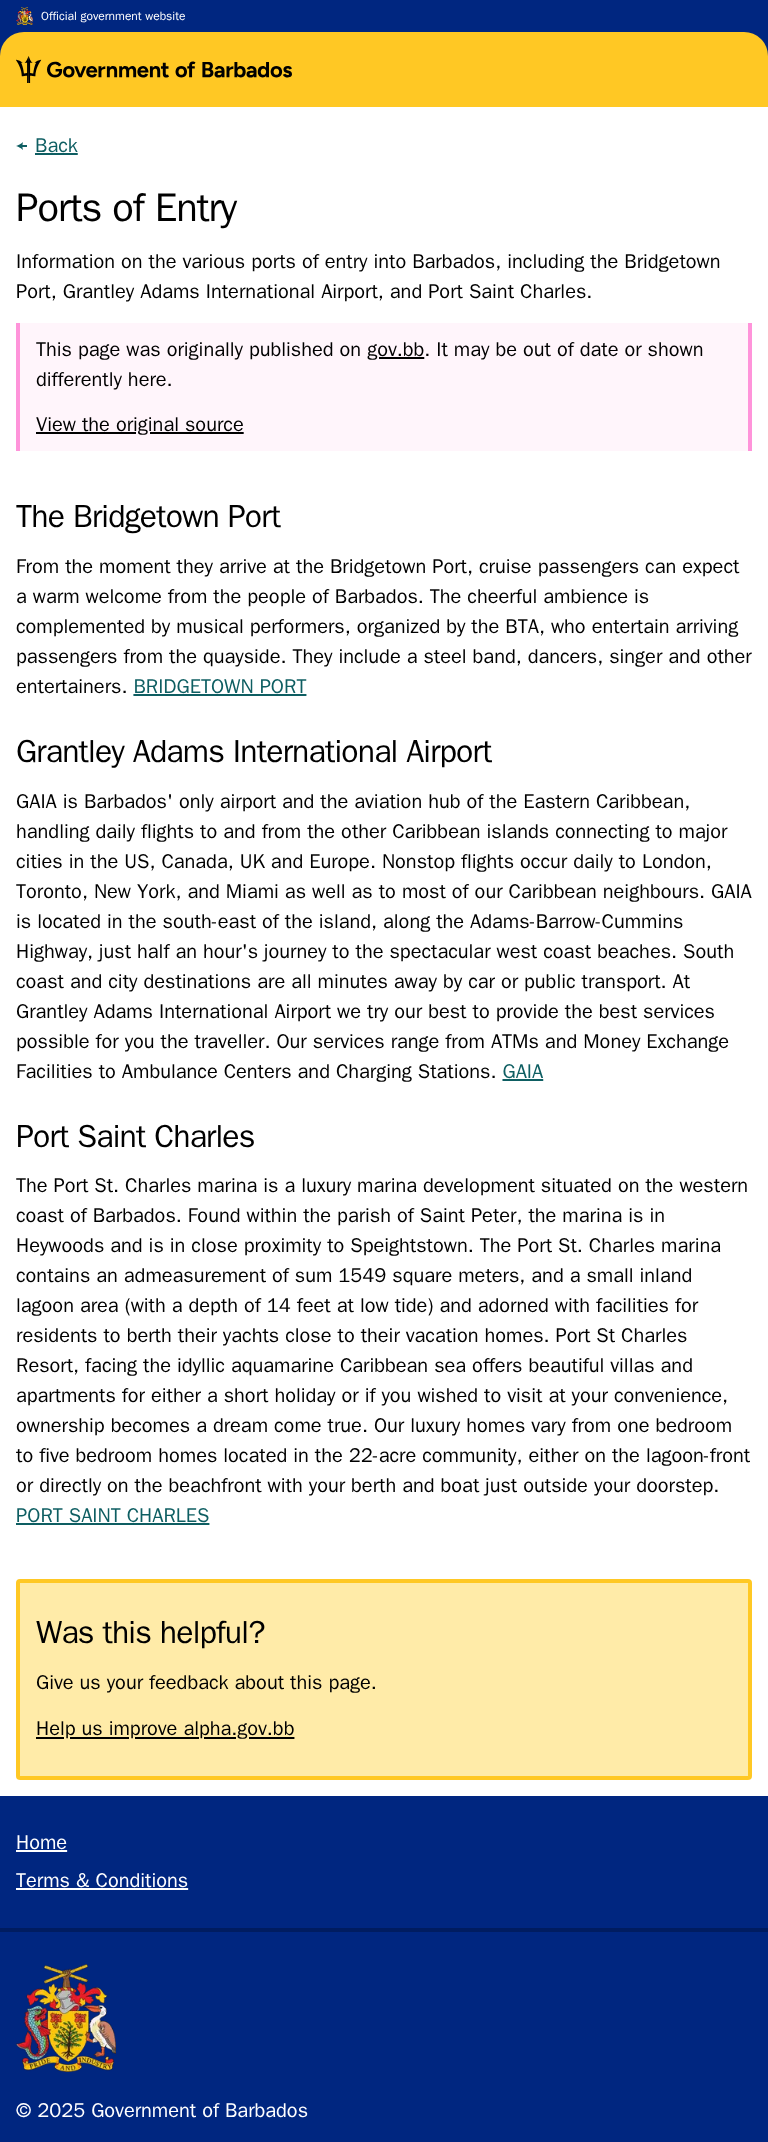 Official government website
Government of Barbados
Back
Ports of Entry
Information on the various ports of entry into Barbados, including the Bridgetown
Port, Grantley Adams International Airport, and Port Saint Charles.
This page was originally published on gov.bb. It may be out of date or shown
differently here.
View the original source
The Bridgetown Port
From the moment they arrive at the Bridgetown Port, cruise passengers can expect
a warm welcome from the people of Barbados. The cheerful ambience is
complemented by musical performers, organized by the BTA, who entertain arriving
passengers from the quayside. They include a steel band, dancers, singer and other
entertainers. BRIDGETOWN PORT
Grantley Adams International Airport
GAIA is Barbados' only airport and the aviation hub of the Eastern Caribbean,
handling daily flights to and from the other Caribbean islands connecting to major
cities in the US, Canada, UK and Europe. Nonstop flights occur daily to London,
Toronto, New York, and Miami as well as to most of our Caribbean neighbours. GAIA
is located in the south-east of the island, along the Adams-Barrow-Cummins
Highway, just half an hour's journey to the spectacular west coast beaches. South
coast and city destinations are all minutes away by car or public transport. At
Grantley Adams International Airport we try our best to provide the best services
possible for you the traveller. Our services range from ATMs and Money Exchange
Facilities to Ambulance Centers and Charging Stations. GAIA
Port Saint Charles
The Port St. Charles marina is a luxury marina development situated on the western
coast of Barbados. Found within the parish of Saint Peter, the marina is in
Heywoods and is in close proximity to Speightstown. The Port St. Charles marina
contains an admeasurement of sum 1549 square meters, and a small inland
lagoon area (with a depth of 14 feet at low tide) and adorned with facilities for
residents to berth their yachts close to their vacation homes. Port St Charles
Resort, facing the idyllic aquamarine Caribbean sea offers beautiful villas and
apartments for either a short holiday or if you wished to visit at your convenience,
ownership becomes a dream come true. Our luxury homes vary from one bedroom
to five bedroom homes located in the 22-acre community, either on the lagoon-front
or directly on the beachfront with your berth and boat just outside your doorstep.
PORT SAINT CHARLES
Was this helpful?
Give us your feedback about this page.
Help us improve alpha.gov.bb
Home
Terms & Conditions
PRIDE AND INDUSTRY
© 2025 Government of Barbados